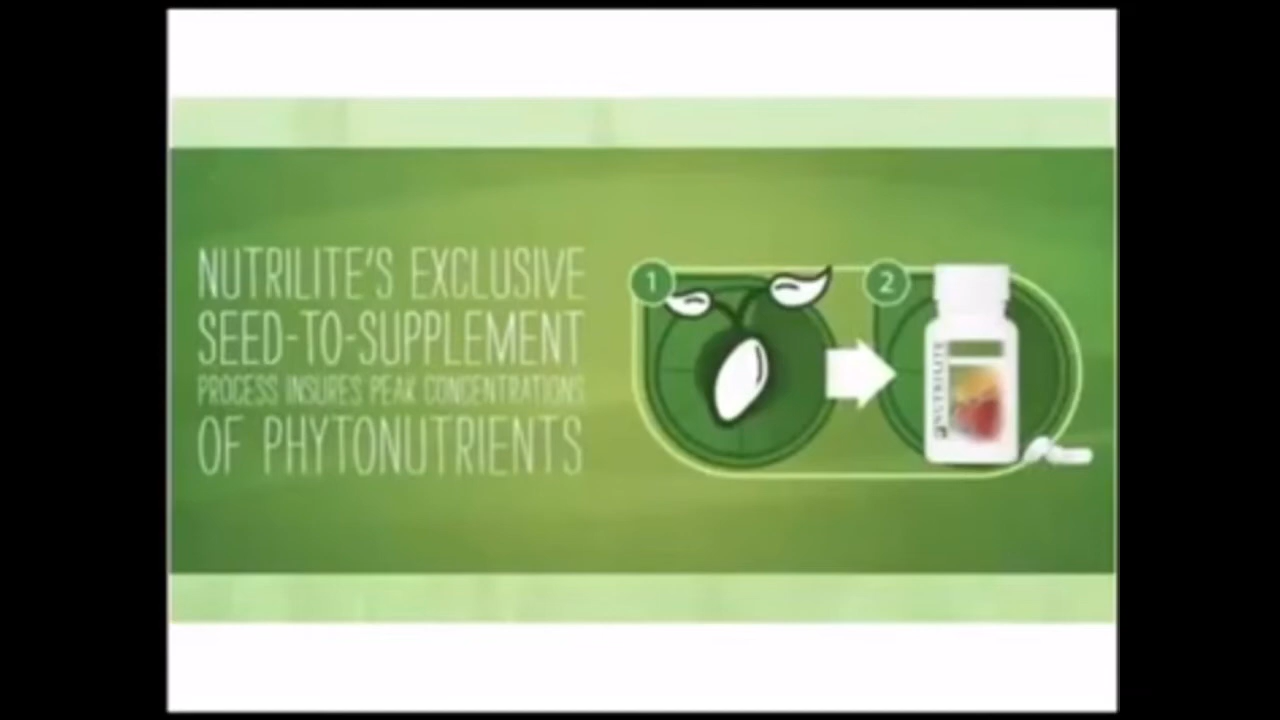 NUTRILITE'S EXCLUSIVE
SEED-TO-SUPPLEMENT
PROCESS INSURES PEAK CONCENTRATIONS
OF PHYTONUTRIENTS
1
2
NUTRILITE